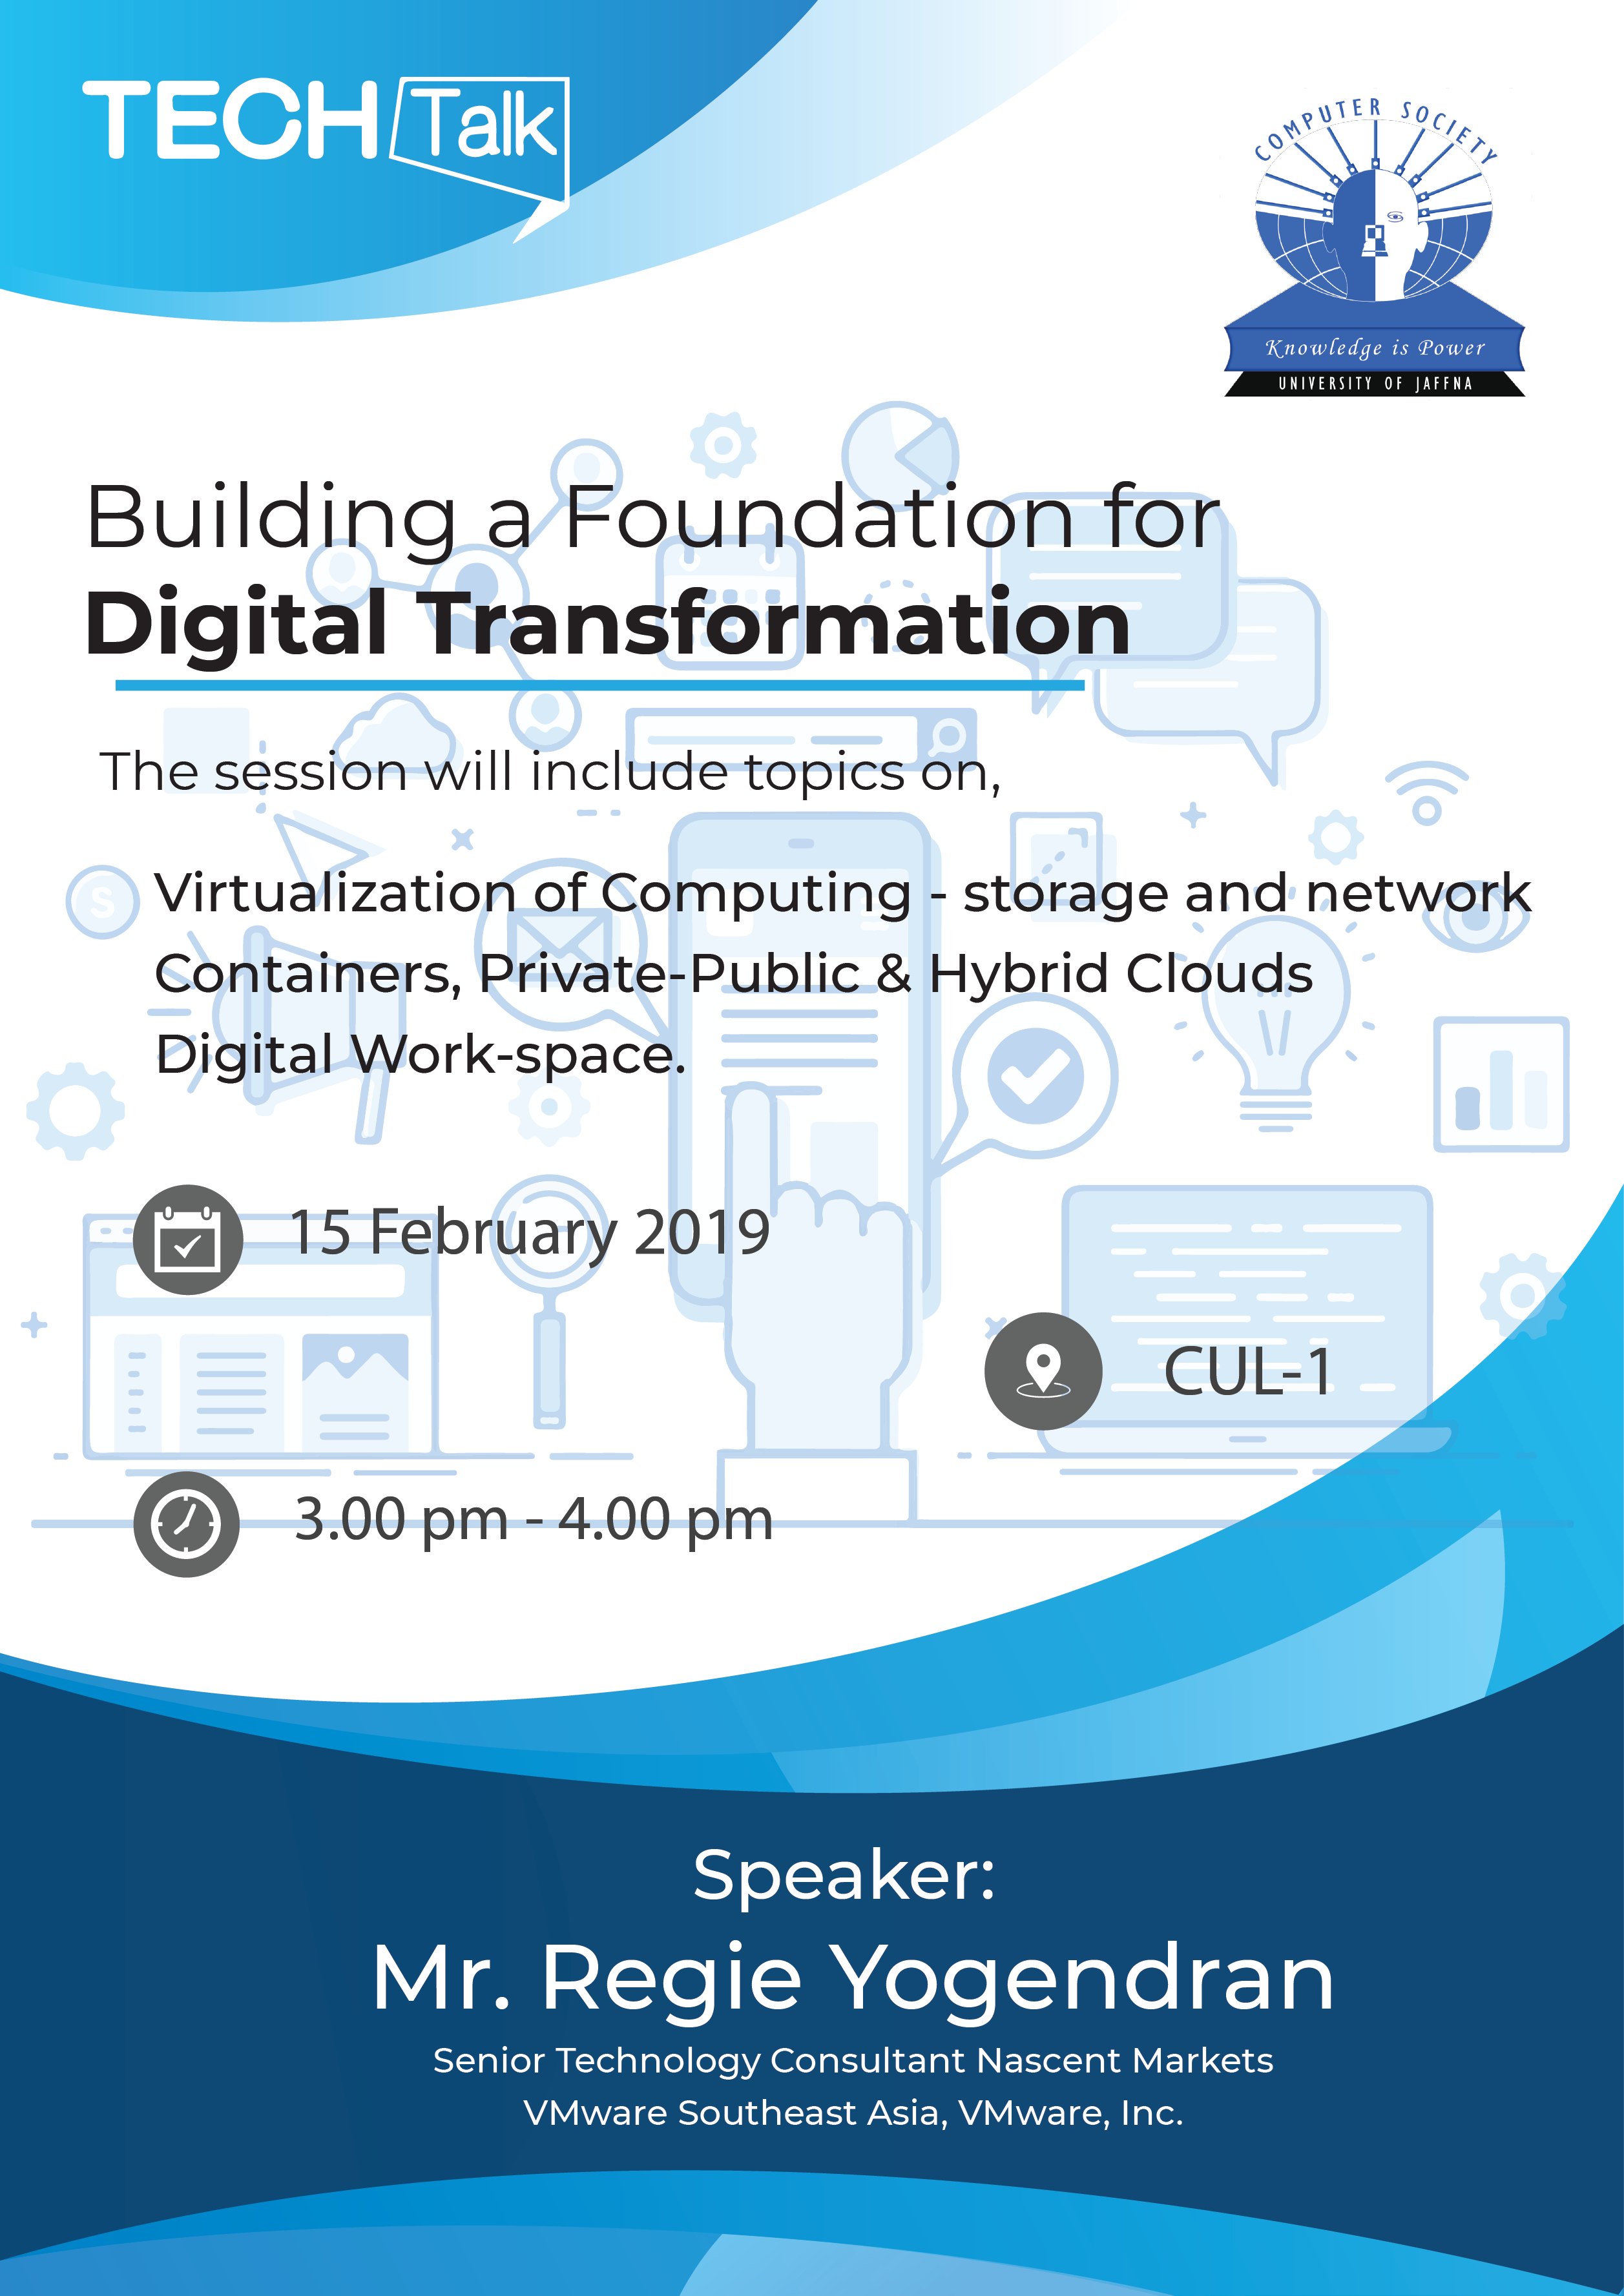 TECH Talk
COMPUTER SOCIETY
Knowledge is Power
UNIVERSITY OF JAFFNA
Building a Foundation for
Digital Transformation
The session will include topics on,
Virtualization of Computing - storage and network
Containers, Private-Public & Hybrid Clouds
Digital Work-space.
15 February 2019
CUL-1
3.00 pm - 4.00 pm
Speaker:
Mr. Regie Yogendran
Senior Technology Consultant Nascent Markets
VMware Southeast Asia, VMware, Inc.